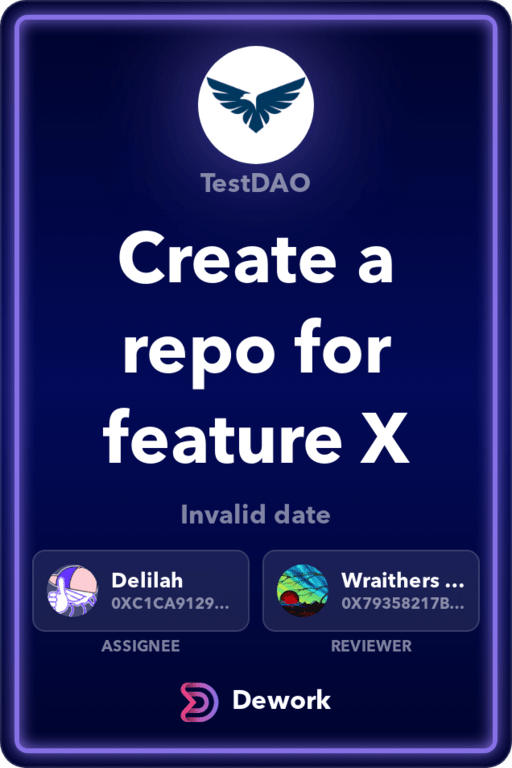 TestDAO
Create a
repo for
feature X
Invalid date
Delilah
0XC1CA9129...
ASSIGNEE
Wraithers ...
0X79358217B...
REVIEWER
Dework